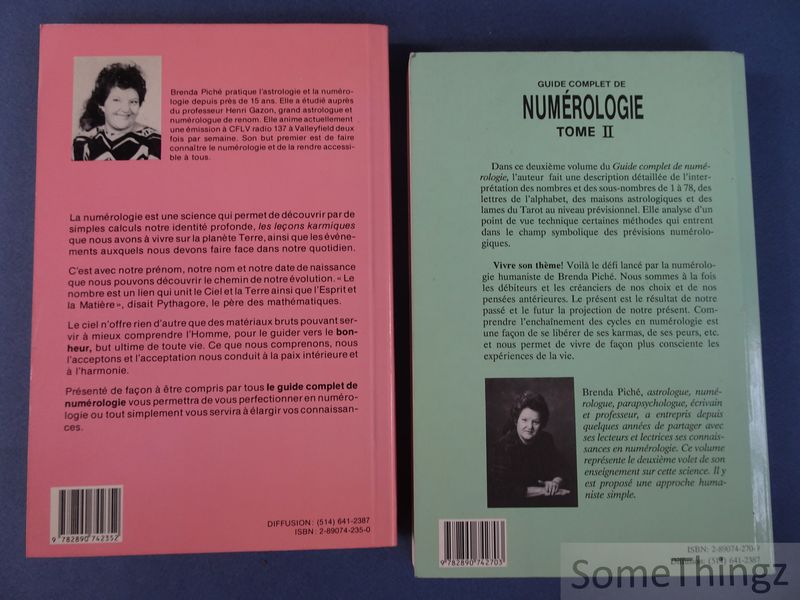 Brenda Piché pratique l'astrologie et la numéro-
logie depuis près de 15 ans. Elle a étudié auprès
du professeur Henri Gazon, grand astrologue et
numérologue de renom. Elle anime actuellement
une émission à CFLV radio 137 à Valleyfield deux
fois par semaine. Son but premier est de faire
connaître le numérologie et de la rendre accessi-
ble à tous.
La numérologie est une science qui permet de découvrir par de
simples calculs notre identité profonde, les leçons karmiques
que nous avons à vivre sur la planète Terre, ainsi que les événe-
ments auxquels nous devons faire face dans notre quotidien.
C'est avec notre prénom, notre nom et notre date de naissance
que nous pouvons découvrir le chemin de notre évolution. « Le
nombre est un lien qui unit le Ciel et la Terre ainsi que l'Esprit et
la Matière », disait Pythagore, le père des mathématiques.
Le ciel n'offre rien d'autre que des matériaux bruts pouvant ser-
vir à mieux comprendre l'Homme, pour le guider vers le bon-
heur, but ultime de toute vie. Ce que nous comprenons, nous
l'acceptons et l'acceptation nous conduit à la paix intérieure et
à l'harmonie.
Présenté de façon à être compris par tous le guide complet de
numérologie vous permettra de vous perfectionner en numéro-
logie ou tout simplement vous servira à élargir vos connaissan-
ces.
DIFFUSION: (514) 641-2387
ISBN: 2-89074-235-0
9 782890 742352
GUIDE COMPLET DE
NUMÉROLOGIE
TOME II
Dans ce deuxième volume du Guide complet de numé-
rologie, l'auteur fait une description détaillée de l'inter-
prétation des nombres et des sous-nombres de 1 à 78, des
lettres de l'alphabet, des maisons astrologiques et des
lames du Tarot au niveau prévisionnel. Elle analyse d'un
point de vue technique certaines méthodes qui entrent
dans le champ symbolique des prévisions numérolo-
giques.
Vivre son thème! Voilà le défi lancé par la numérolo-
gie humaniste de Brenda Piché. Nous sommes à la fois
les débiteurs et les créanciers de nos choix et de nos
pensées antérieures. Le présent est le résultat de notre
passé et le futur la projection de notre présent. Com-
prendre l'enchaînement des cycles en numérologie est
une façon de se libérer de ses karmas, de ses peurs, etc.
et nous permet de vivre de façon plus consciente les
expériences de la vie.
Brenda Piché, astrologue, numé-
rologue, parapsychologue, écrivain
et professeur, a entrepris depuis
quelques années de partager avec
ses lecteurs et lectrices ses connais-
sances en numérologie. Ce volume
représente le deuxième volet de son
enseignement sur cette science. Il y
est proposé une approche huma-
niste simple.
9 782890 742703
ISBN: 2-89074-270-9
Diffusion: (514) 641-2387
SomeThingz